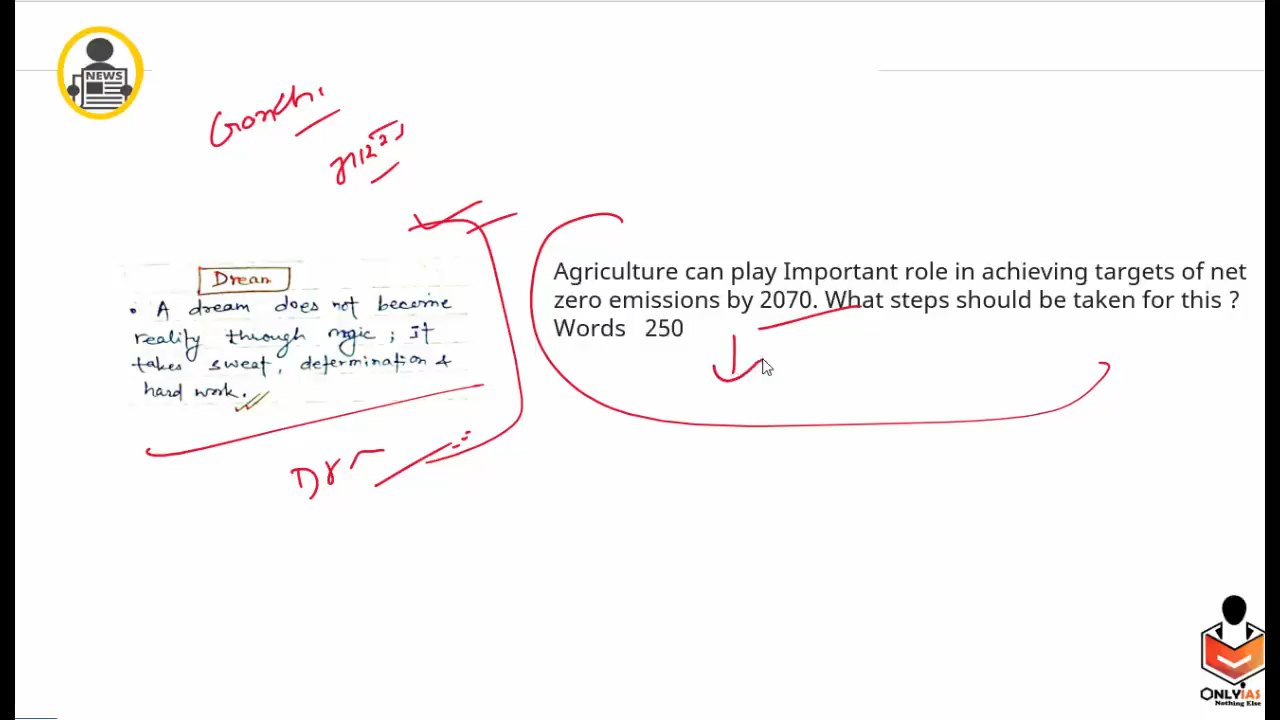 NEWS
Dream
• A dream does not become
reality through magic; It
takes sweat, determination &
hard work.
Agriculture can play Important role in achieving targets of net
zero emissions by 2070. What steps should be taken for this ?
Words 250
ONLYIAS
Nothing Else